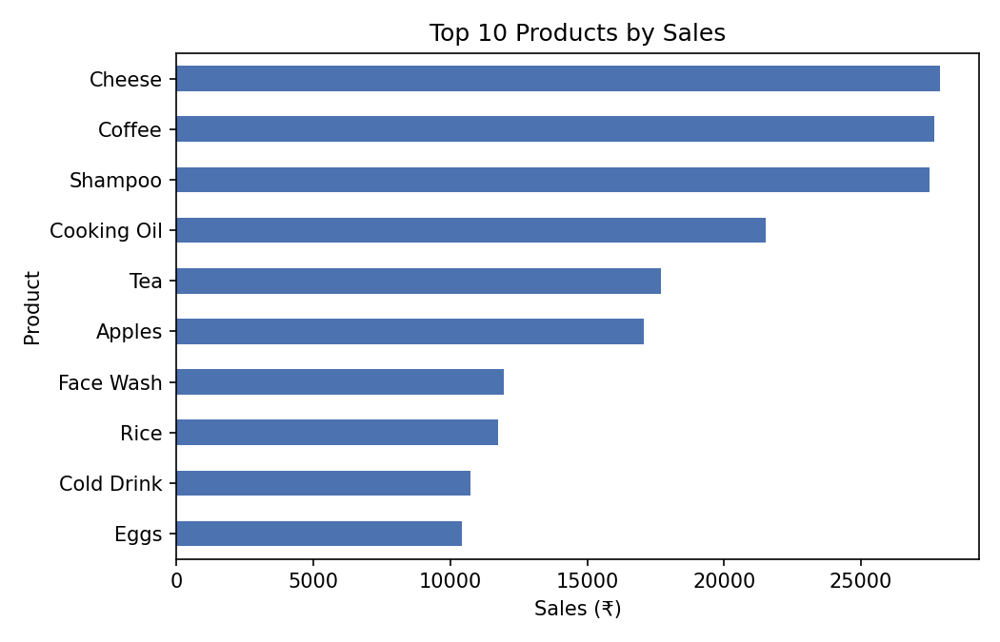 Top 10 Products by Sales
Cheese
Coffee
Shampoo
Cooking Oil
Tea
Apples
Face Wash
Rice
Cold Drink
Eggs
Product
0 5000 10000 15000 20000 25000
Sales (₹)